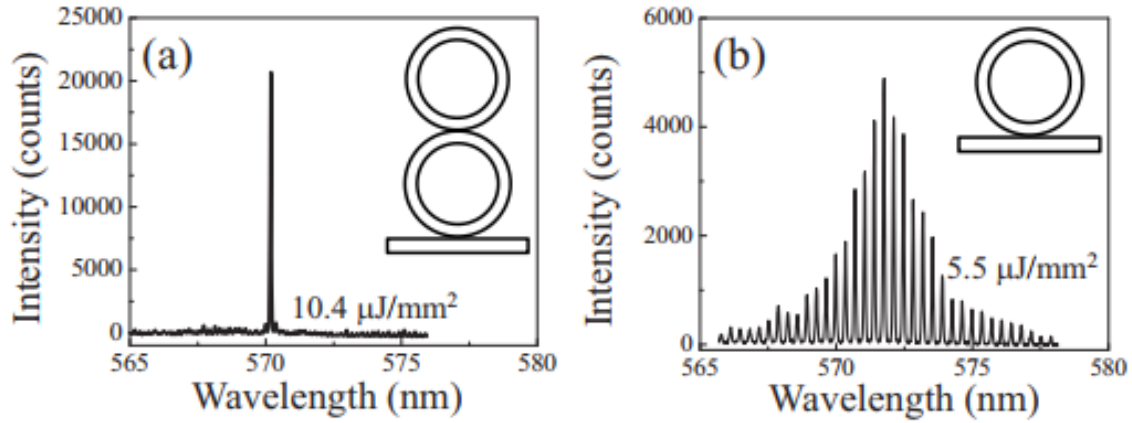 (a)
25000
20000
15000
10000
5000
0
10.4 μJ/mm²
565 570 575 580
Wavelength (nm)
Intensity (counts)
(b)
6000
4000
2000
0
5.5 μJ/mm²
565 570 575 580
Wavelength (nm)
Intensity (counts)